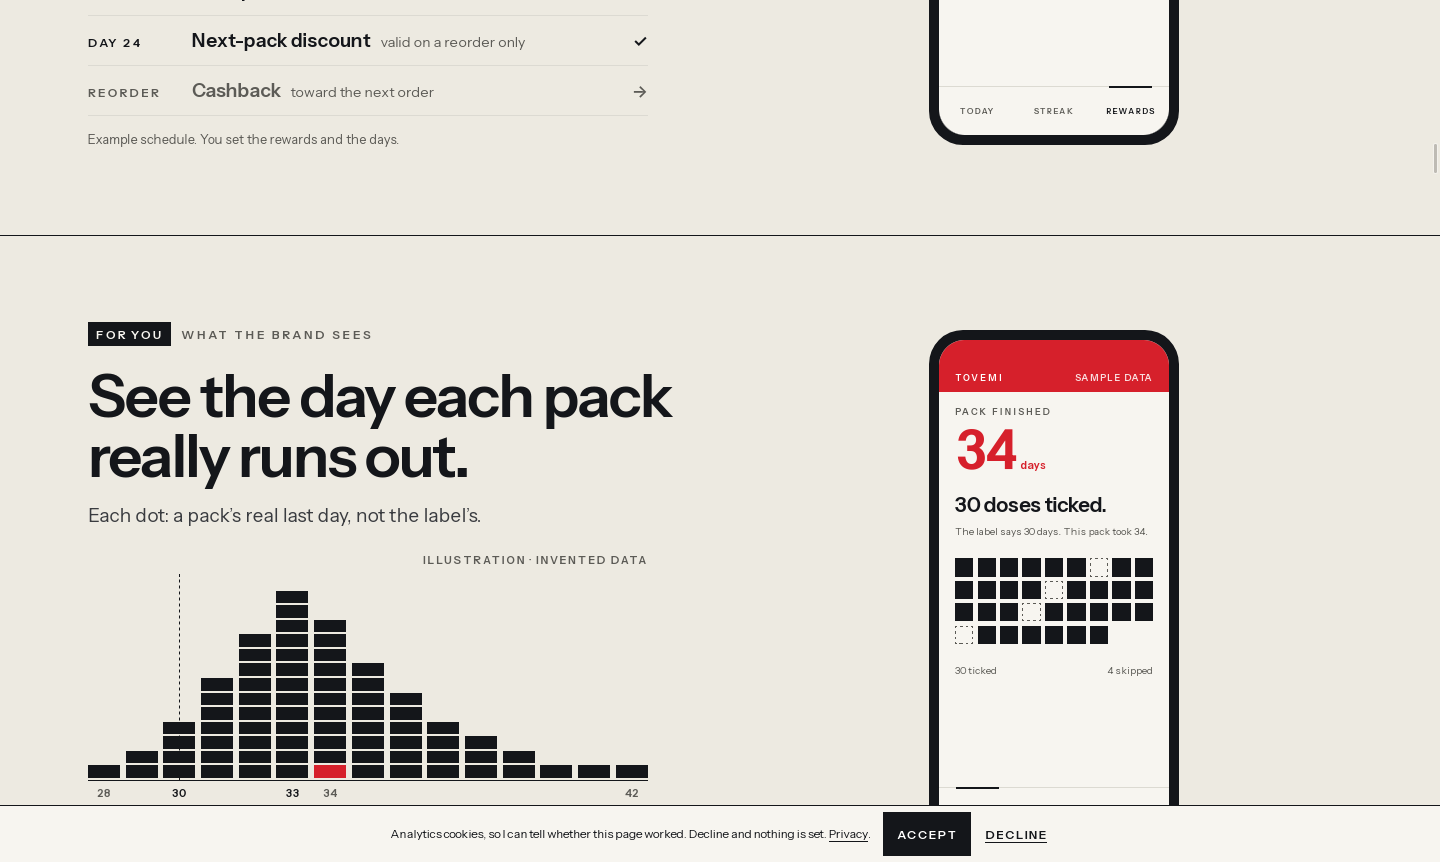 DAY 24 Next-pack discount valid on a reorder only
REORDER Cashback toward the next order
Example schedule. You set the rewards and the days.
TODAY STREAK REWARDS
FOR YOU WHAT THE BRAND SEES
See the day each pack
really runs out.
Each dot: a pack’s real last day, not the label’s.
ILLUSTRATION · INVENTED DATA
28 30 33 34 42
TOVEMI SAMPLE DATA
PACK FINISHED
34 days
30 doses ticked.
The label says 30 days. This pack took 34.
30 ticked 4 skipped
Analytics cookies, so I can tell whether this page worked. Decline and nothing is set. Privacy.
ACCEPT
DECLINE